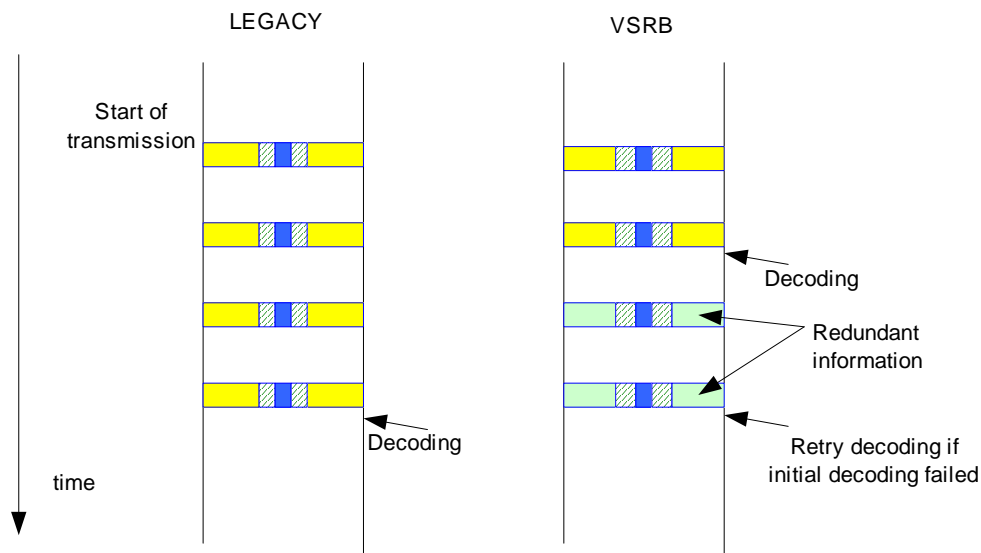 LEGACY
VSRB
Start of
transmission
Decoding
Redundant
information
Decoding
Retry decoding if
initial decoding failed
time